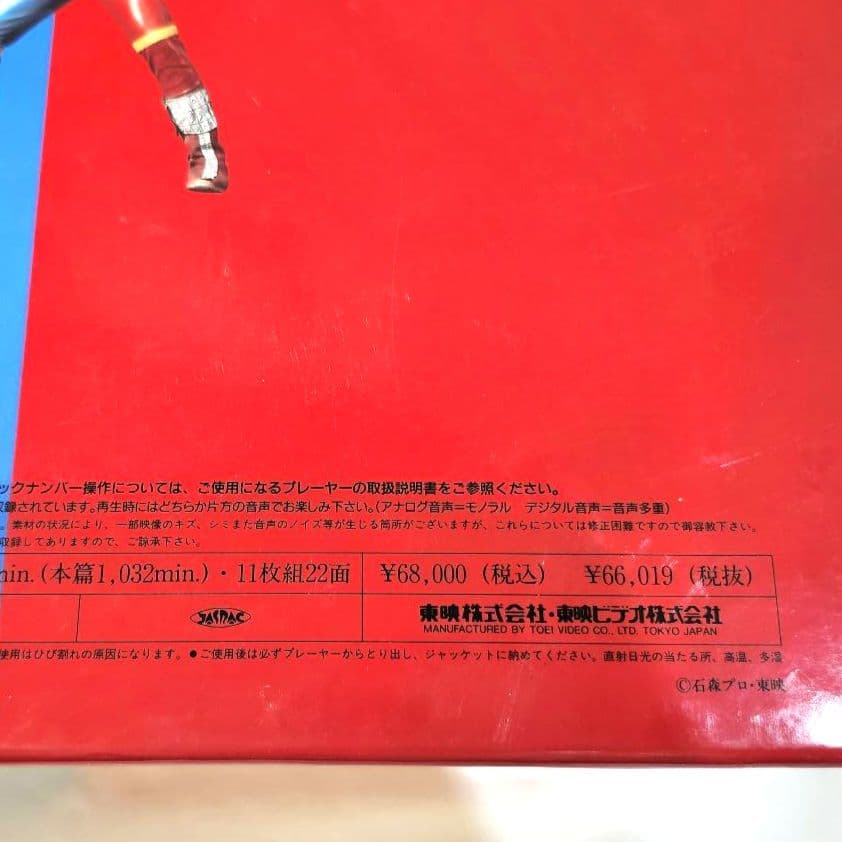 ックナンバー操作については、ご使用になるプレーヤーの取扱説明書をご参照ください。
収録されています。再生時にはどちらか片方の音声でお楽しみ下さい。(アナログ音声=モノラル　デジタル音声=音声多重)
。素材の状況により、一部映像のキズ、シミまた音声のノイズ等が生じる箇所がございますが、これらについては修正困難ですので御容赦下さい。
収録してありますので、ご諒承下さい。
min.(本篇1,032min.)・11枚組22面 ¥68,000(税込) ¥66,019(税抜)
JASRAC 東映株式会社・東映ビデオ株式会社
MANUFACTURED BY TOEI VIDEO CO., LTD. TOKYO JAPAN
使用はひび割れの原因になります。●ご使用後は必ずプレーヤーからとり出し、ジャッケットに納めてください。直射日光の当たる所、高温、多湿
©石森プロ・東映